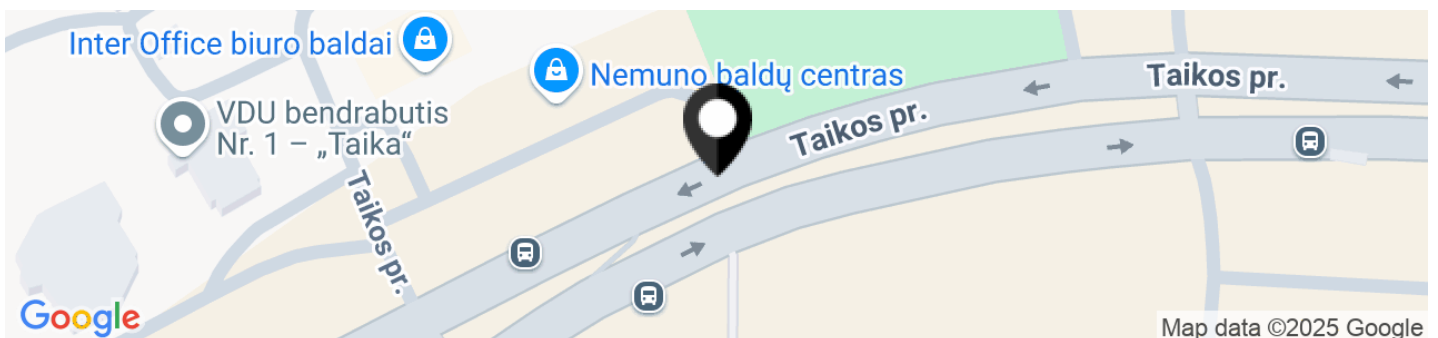 Inter Office biuro baldai
Nemuno baldų centras
Taikos pr.
VDU bendrabutis
Nr. 1 – „Taika“
Taikos pr.
Taikos pr.
Google
Map data ©2025 Google